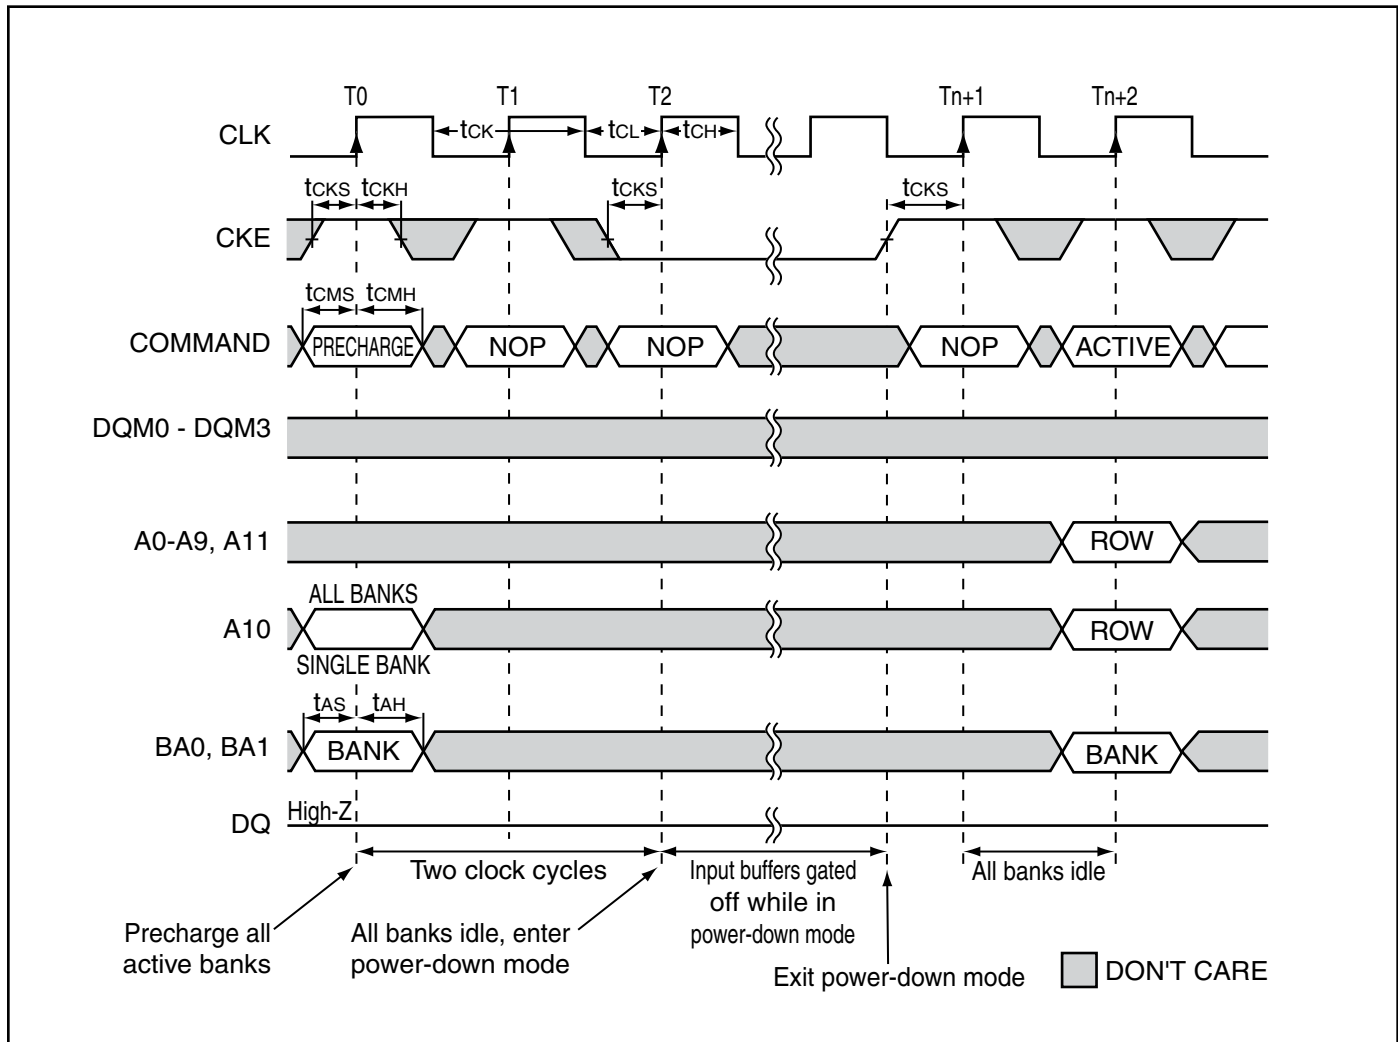 T0 T1 T2 Tn+1 Tn+2
CLK tCK tCL tCH
tCKS tCKH tCKS tCKS
CKE
tCMS tCMH
COMMAND PRECHARGE NOP NOP NOP ACTIVE
DQM0 - DQM3
A0-A9, A11 ROW
ALL BANKS
A10 ROW
SINGLE BANK
tAS tAH
BA0, BA1 BANK BANK
DQ High-Z
Two clock cycles
Input buffers gated
off while in
power-down mode
All banks idle
Precharge all
active banks
All banks idle, enter
power-down mode
Exit power-down mode
DON'T CARE